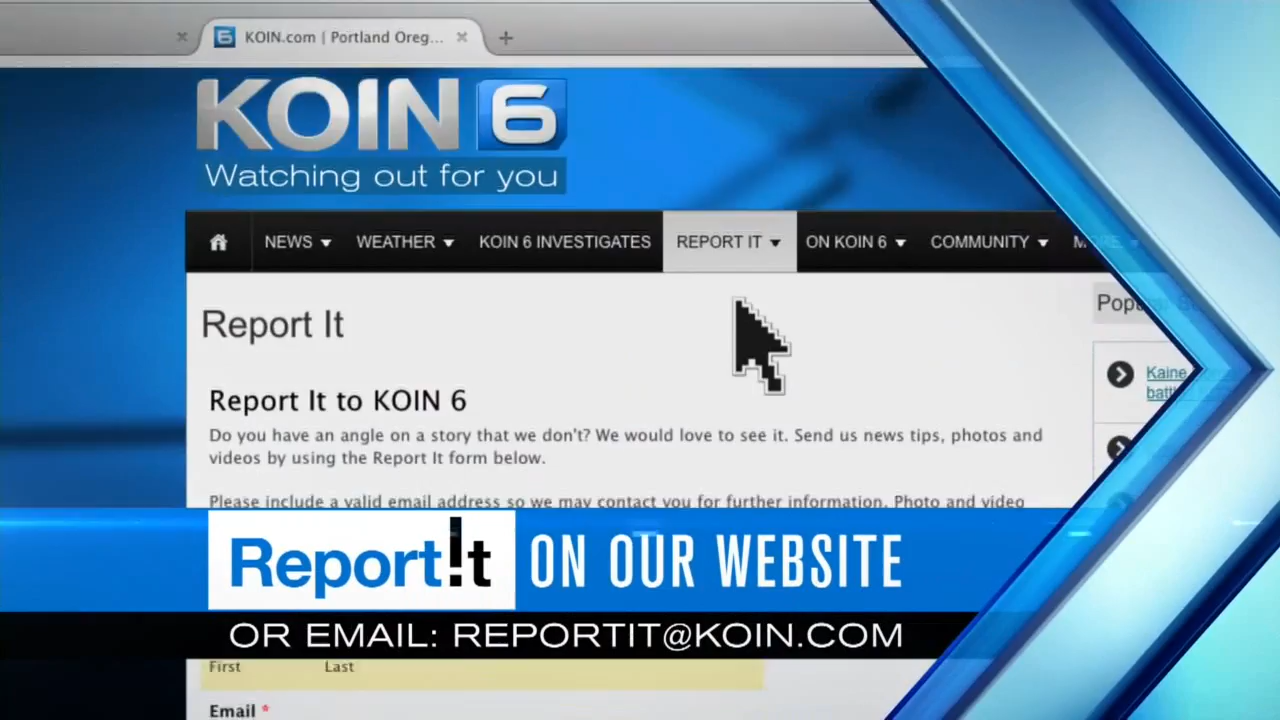 KOIN.com | Portland Oreg...
KOIN 6
Watching out for you
NEWS WEATHER KOIN 6 INVESTIGATES REPORT IT ON KOIN 6 COMMUNITY MORE
Report It
Report It to KOIN 6
Do you have an angle on a story that we don't? We would love to see it. Send us news tips, photos and
videos by using the Report It form below.
Please include a valid email address so we may contact you for further information. Photo and video
Kaine
Report!t ON OUR WEBSITE
OR EMAIL: REPORTIT@KOIN.COM
First Last
Email *